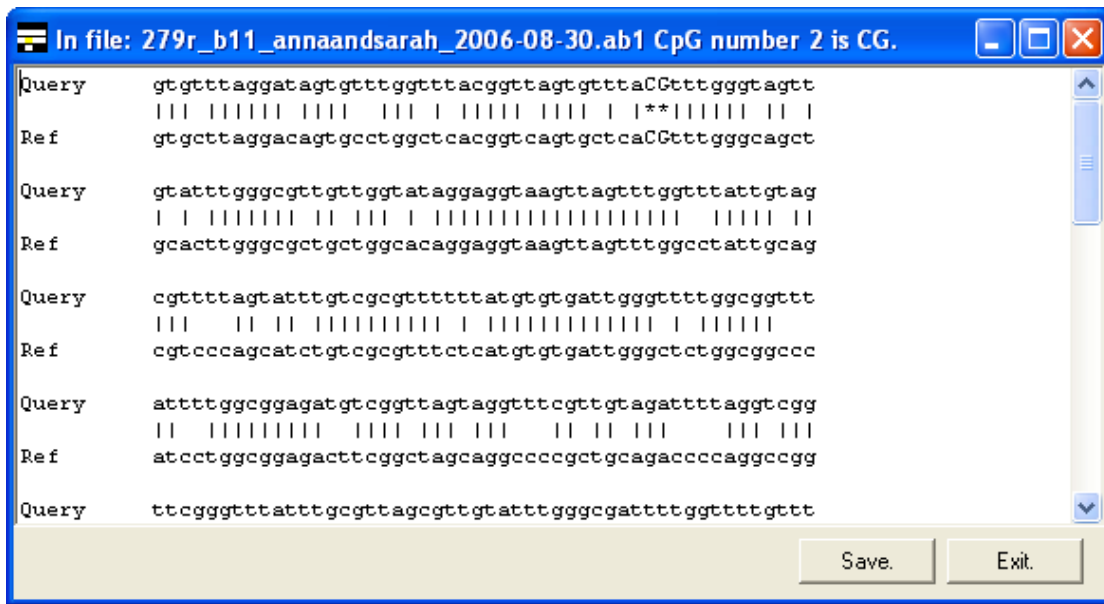 In file: 279r_b11_annaandsarah_2006-08-30.ab1 CpG number 2 is CG.
Query gtgtttaggatagtgtttggtttacggttagtgtttaCGtttgggtagtt
||| |||||| ||||  ||| | ||||| |||| | |**|||||| || |
Ref gtgcttaggacagtgcctggctcacggtcagtgctcaCGtttgggcagct
Query gtatttgggcgttgttggtataggaggtaagttagtttggtttattgtag
| | ||||||| || ||| | |||||||||||||||||||  ||||| ||
Ref gcacttgggcgctgctggcacaggaggtaagttagtttggcctattgcag
Query cgttttagtatttgtcgcgttttttatgtgtgattgggttttggcggttt
|||   || || |||||||||| | ||||||||||||| | ||||||
Ref cgtcccagcatctgtcgcgtttctcatgtgtgattgggctctggcggccc
Query attttggcggagatgtcggttagtaggtttcgttgtagattttaggtcgg
||  |||||||||  |||| ||| |||   || || |||    ||| |||
Ref atcctggcggagacttcggctagcaggccccgctgcagaccccaggccgg
Query ttcgggtttatttgcgttagcgttgtatttgggcgattttggttttgttt
Save. Exit.